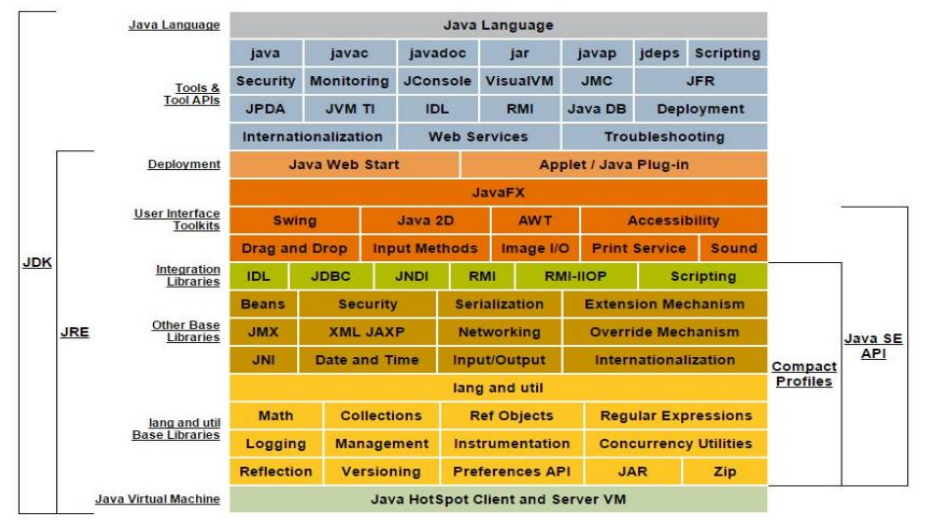 Java Language Java Language
java javac javadoc jar javap jdeps Scripting
Security Monitoring JConsole VisualVM JMC JFR
Tools &
Tool APIs
JPDA JVM TI IDL RMI Java DB Deployment
Internationalization Web Services Troubleshooting
Deployment Java Web Start Applet / Java Plug-in
JavaFX
User Interface
Toolkits
Swing Java 2D AWT Accessibility
Drag and Drop Input Methods Image I/O Print Service Sound
JDK
Integration
Libraries
IDL JDBC JNDI RMI RMI-IIOP Scripting
Beans Security Serialization Extension Mechanism
JRE
Other Base
Libraries
JMX XML JAXP Networking Override Mechanism
Java SE
API
JNI Date and Time Input/Output Internationalization
Compact
Profiles
lang and util
lang and util
Base Libraries
Math Collections Ref Objects Regular Expressions
Logging Management Instrumentation Concurrency Utilities
Reflection Versioning Preferences API JAR Zip
Java Virtual Machine Java HotSpot Client and Server VM